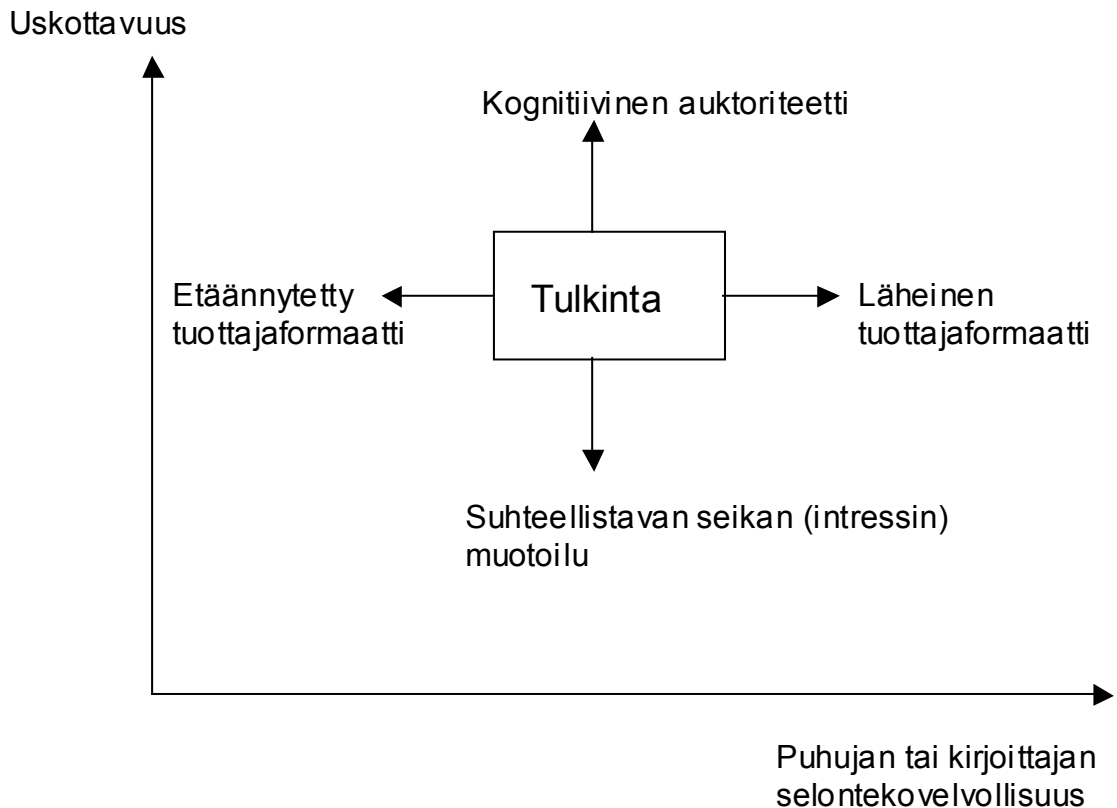 Uskottavuus
Kognitiivinen auktoriteetti
Etäännytetty
tuottajaformaatti
Tulkinta
Läheinen
tuottajaformaatti
Suhteellistavan seikan (intressin)
muotoilu
Puhujan tai kirjoittajan
selontekovelvollisuus